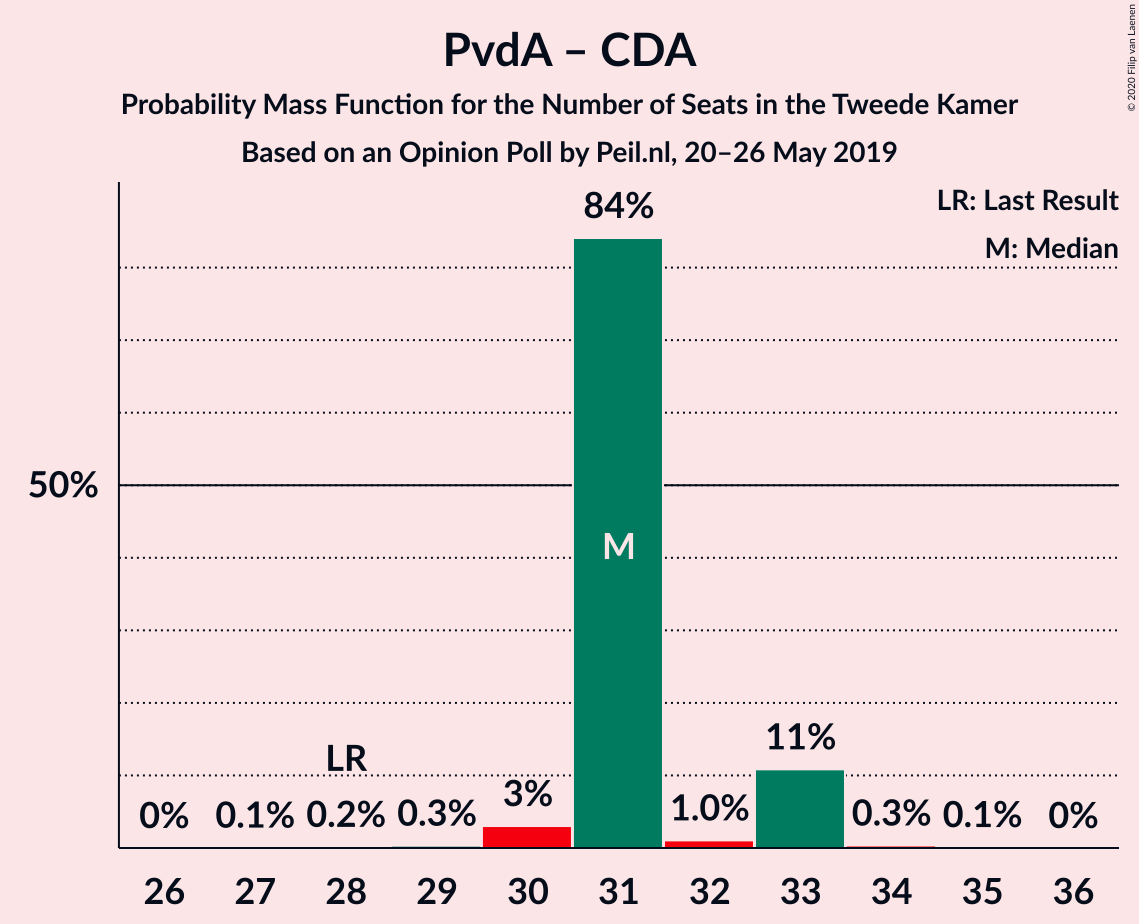 PvdA – CDA
Probability Mass Function for the Number of Seats in the Tweede Kamer
Based on an Opinion Poll by Peil.nl, 20–26 May 2019
© 2020 Filip van Laenen
LR: Last Result
M: Median
84%
50%
M
LR
11%
0% 0.1% 0.2% 0.3% 3% 1.0% 0.3% 0.1% 0%
26 27 28 29 30 31 32 33 34 35 36